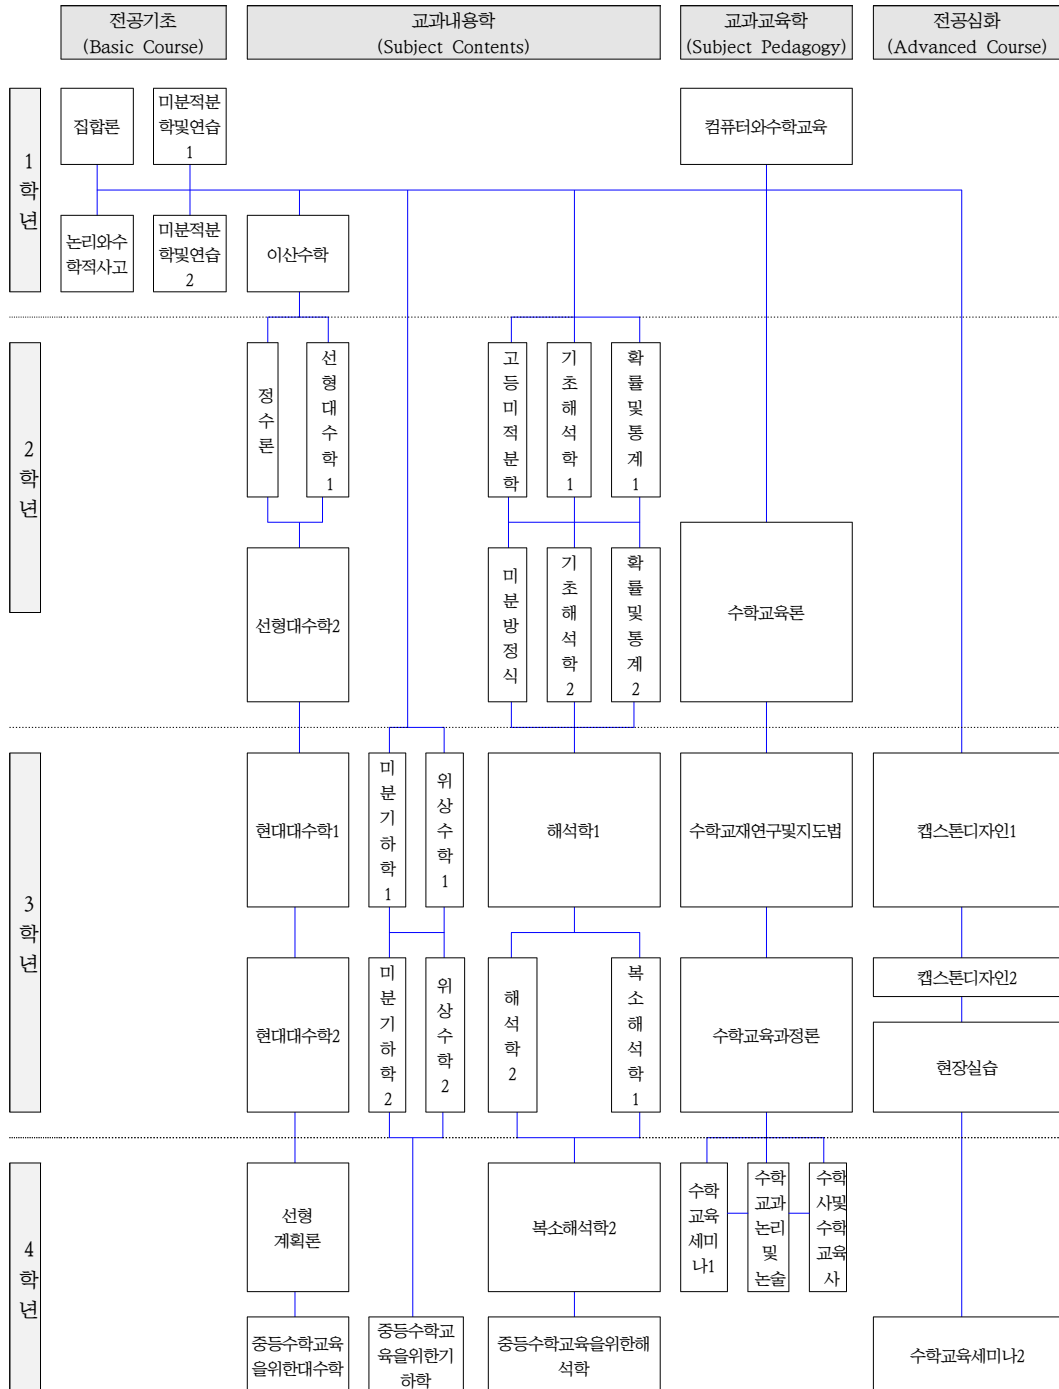 전공기초
(Basic Course)
교과내용학
(Subject Contents)
교과교육학
(Subject Pedagogy)
전공심화
(Advanced Course)
1
학
년
집합론
미분적분
학및연습
1
컴퓨터와수학교육
논리와수
학적사고
미분적분
학및연습
2
이산수학
2
학
년
정
수
론
선
형
대
수
학
1
고
등
미
적
분
학
기
초
해
석
학
1
확
률
및
통
계
1
선형대수학2
미
분
방
정
식
기
초
해
석
학
2
확
률
및
통
계
2
수학교육론
3
학
년
현대대수학1
미
분
기
하
학
1
위
상
수
학
1
해석학1
수학교재연구및지도법
캡스톤디자인1
현대대수학2
미
분
기
하
학
2
위
상
수
학
2
해
석
학
2
복
소
해
석
학
1
수학교육과정론
캡스톤디자인2
현장실습
4
학
년
선형
계획론
복소해석학2
수학
교육
세미
나1
수학
교과
논리
및
논술
수학
사및
수학
교육
사
중등수학교육
을위한대수학
중등수학교
육을위한기
하학
중등수학교육을위한해
석학
수학교육세미나2